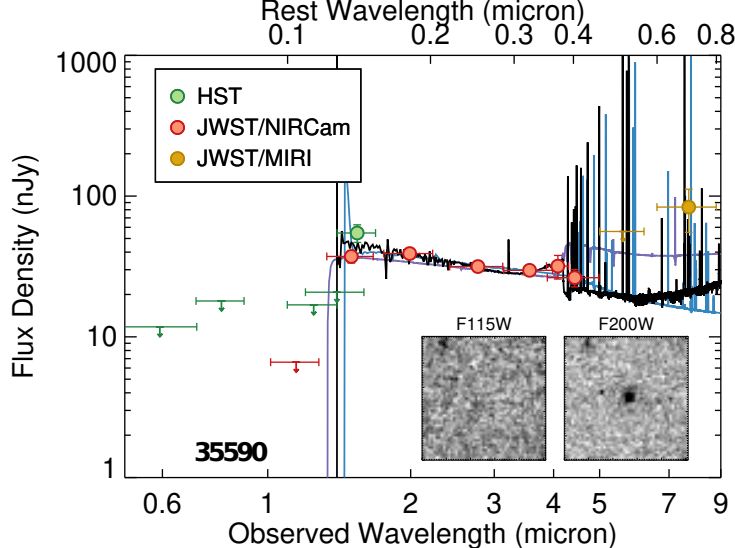 Rest Wavelength (micron)
0.1 0.2 0.3 0.4 0.6 0.8
1000
HST
JWST/NIRCam
JWST/MIRI
100
Flux Density (nJy)
10
F115W F200W
35590
1
0.6 1 2 3 4 5 7 9
Observed Wavelength (micron)